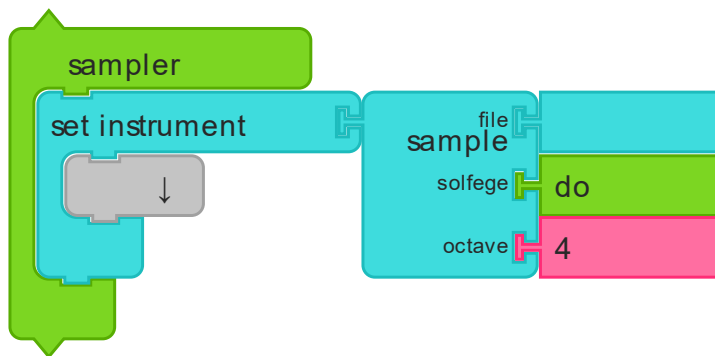 sampler
set instrument
file
sample
↓
solfege
do
octave
4